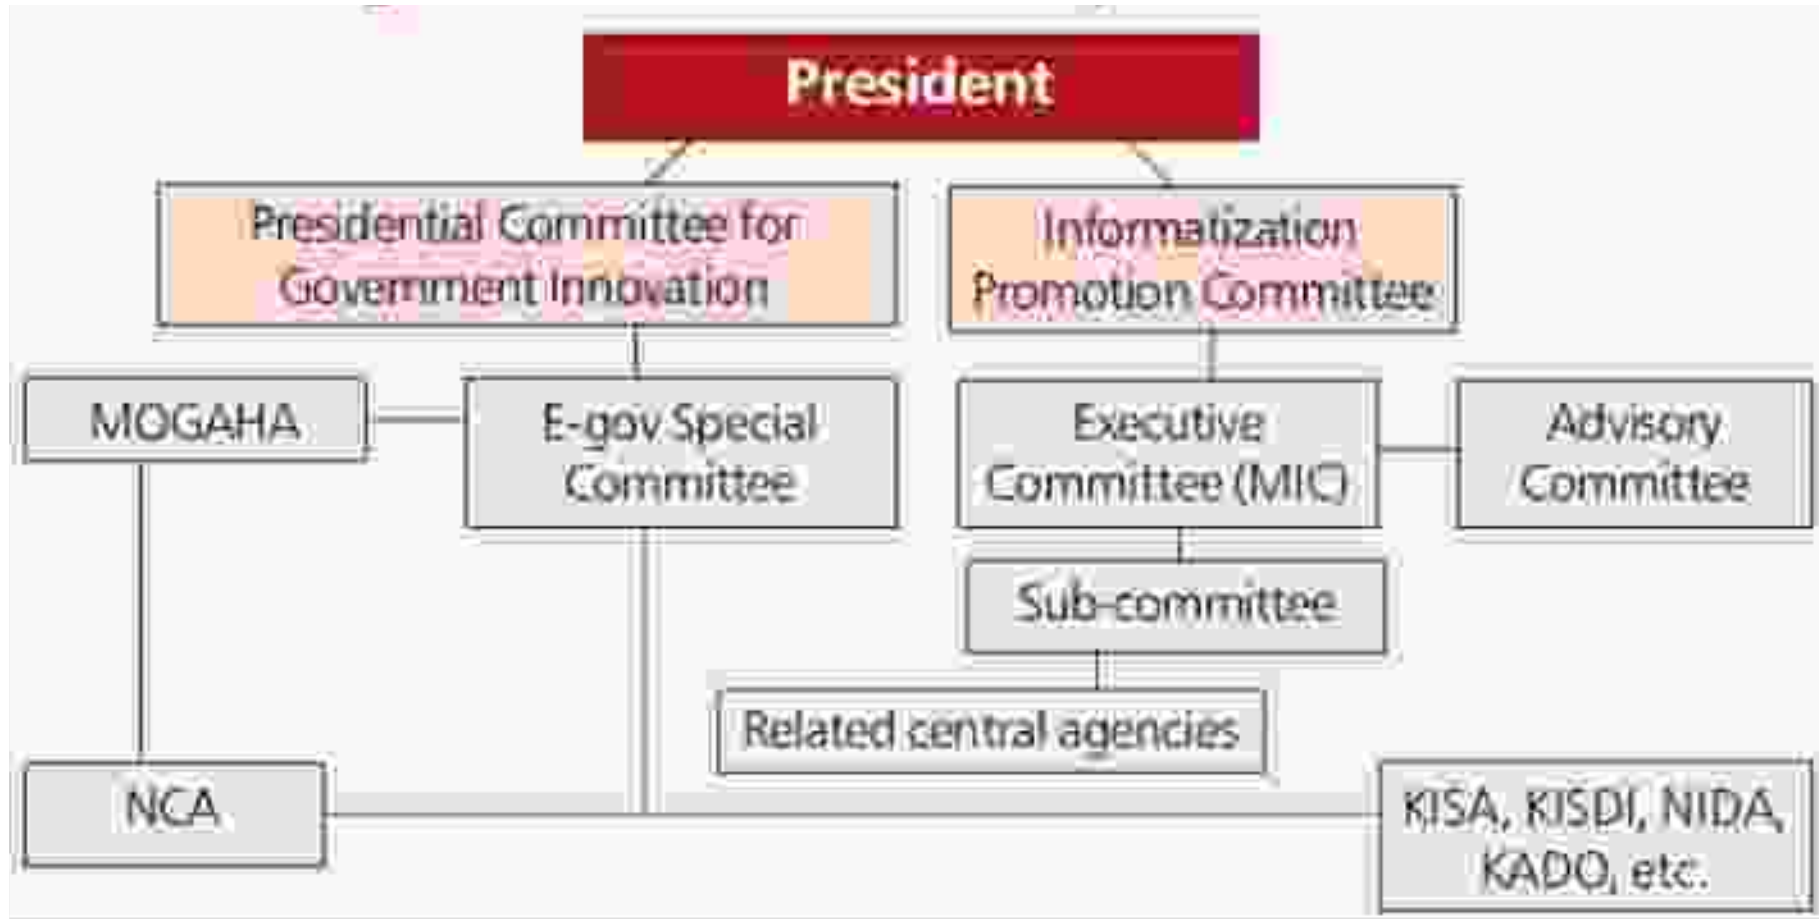 President
Presidential Committee for
Government Innovation
Informatization
Promotion Committee
MOGAHA
E-gov Special
Committee
Executive
Committee (MIC)
Advisory
Committee
Sub-committee
Related central agencies
NCA
KISA, KISDI, NIDA,
KADO, etc.